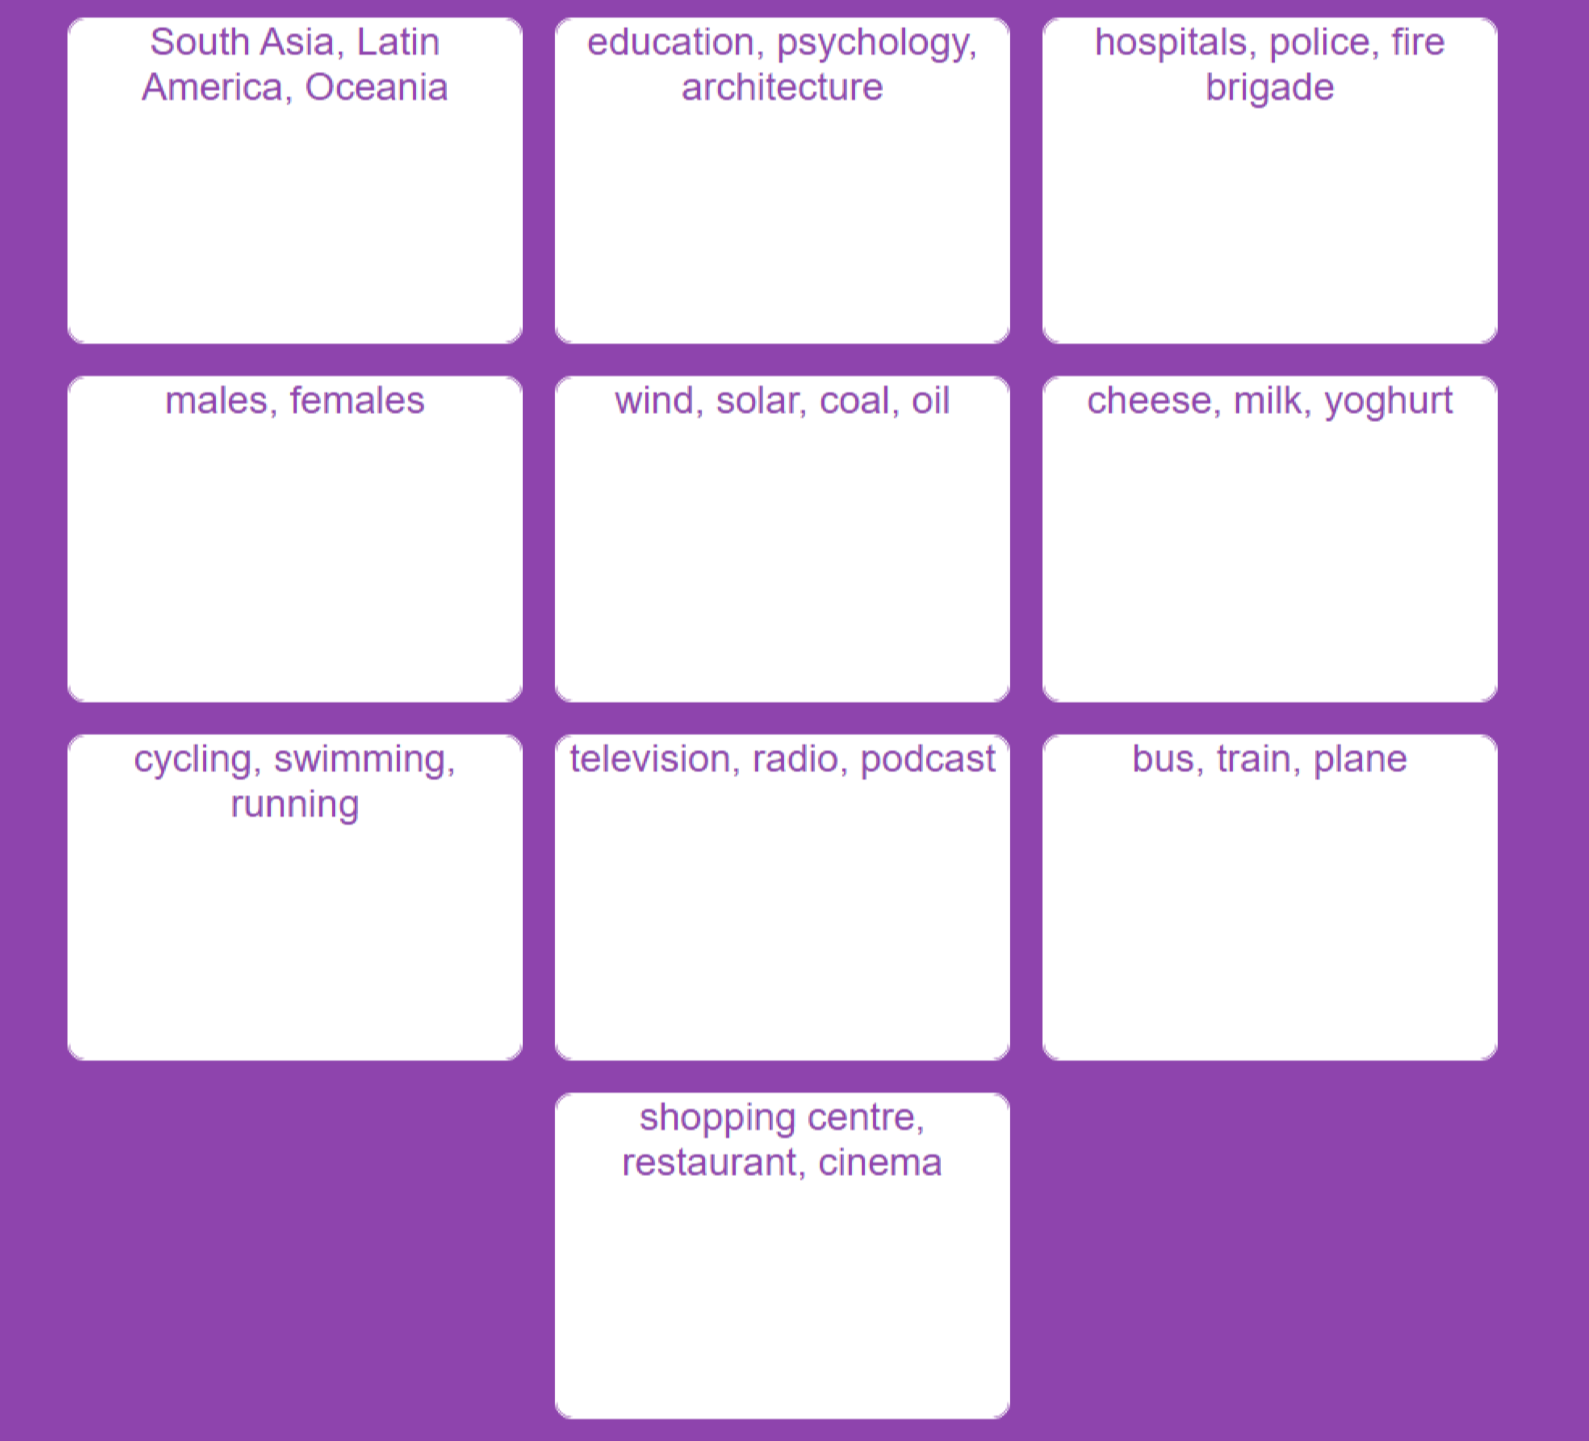 South Asia, Latin
America, Oceania
education, psychology,
architecture
hospitals, police, fire
brigade
males, females
wind, solar, coal, oil
cheese, milk, yoghurt
cycling, swimming,
running
television, radio, podcast
bus, train, plane
shopping centre,
restaurant, cinema